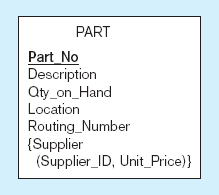 PART
Part_No
Description
Qty_on_Hand
Location
Routing_Number
{Supplier
(Supplier_ID, Unit_Price)}